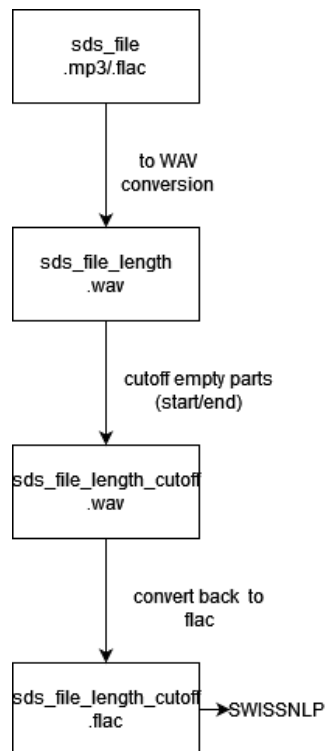 sds_file
.mp3/.flac
to WAV
conversion
sds_file_length
.wav
cutoff empty parts
(start/end)
sds_file_length_cutoff
.wav
convert back to
flac
sds_file_length_cutoff
.flac
SWISSNLP